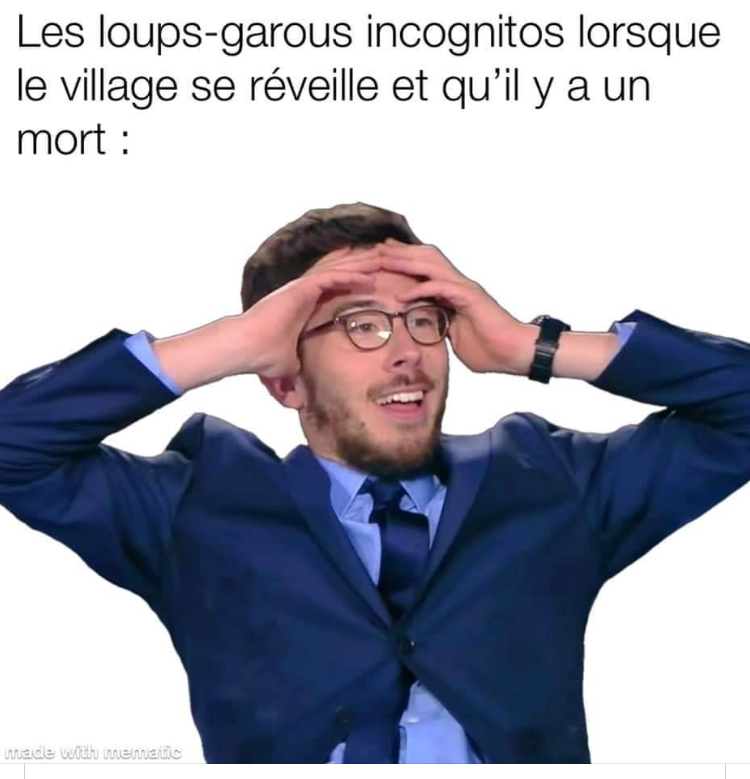 Les loups-garous incognitos lorsque
le village se réveille et qu’il y a un
mort :
made with mematic